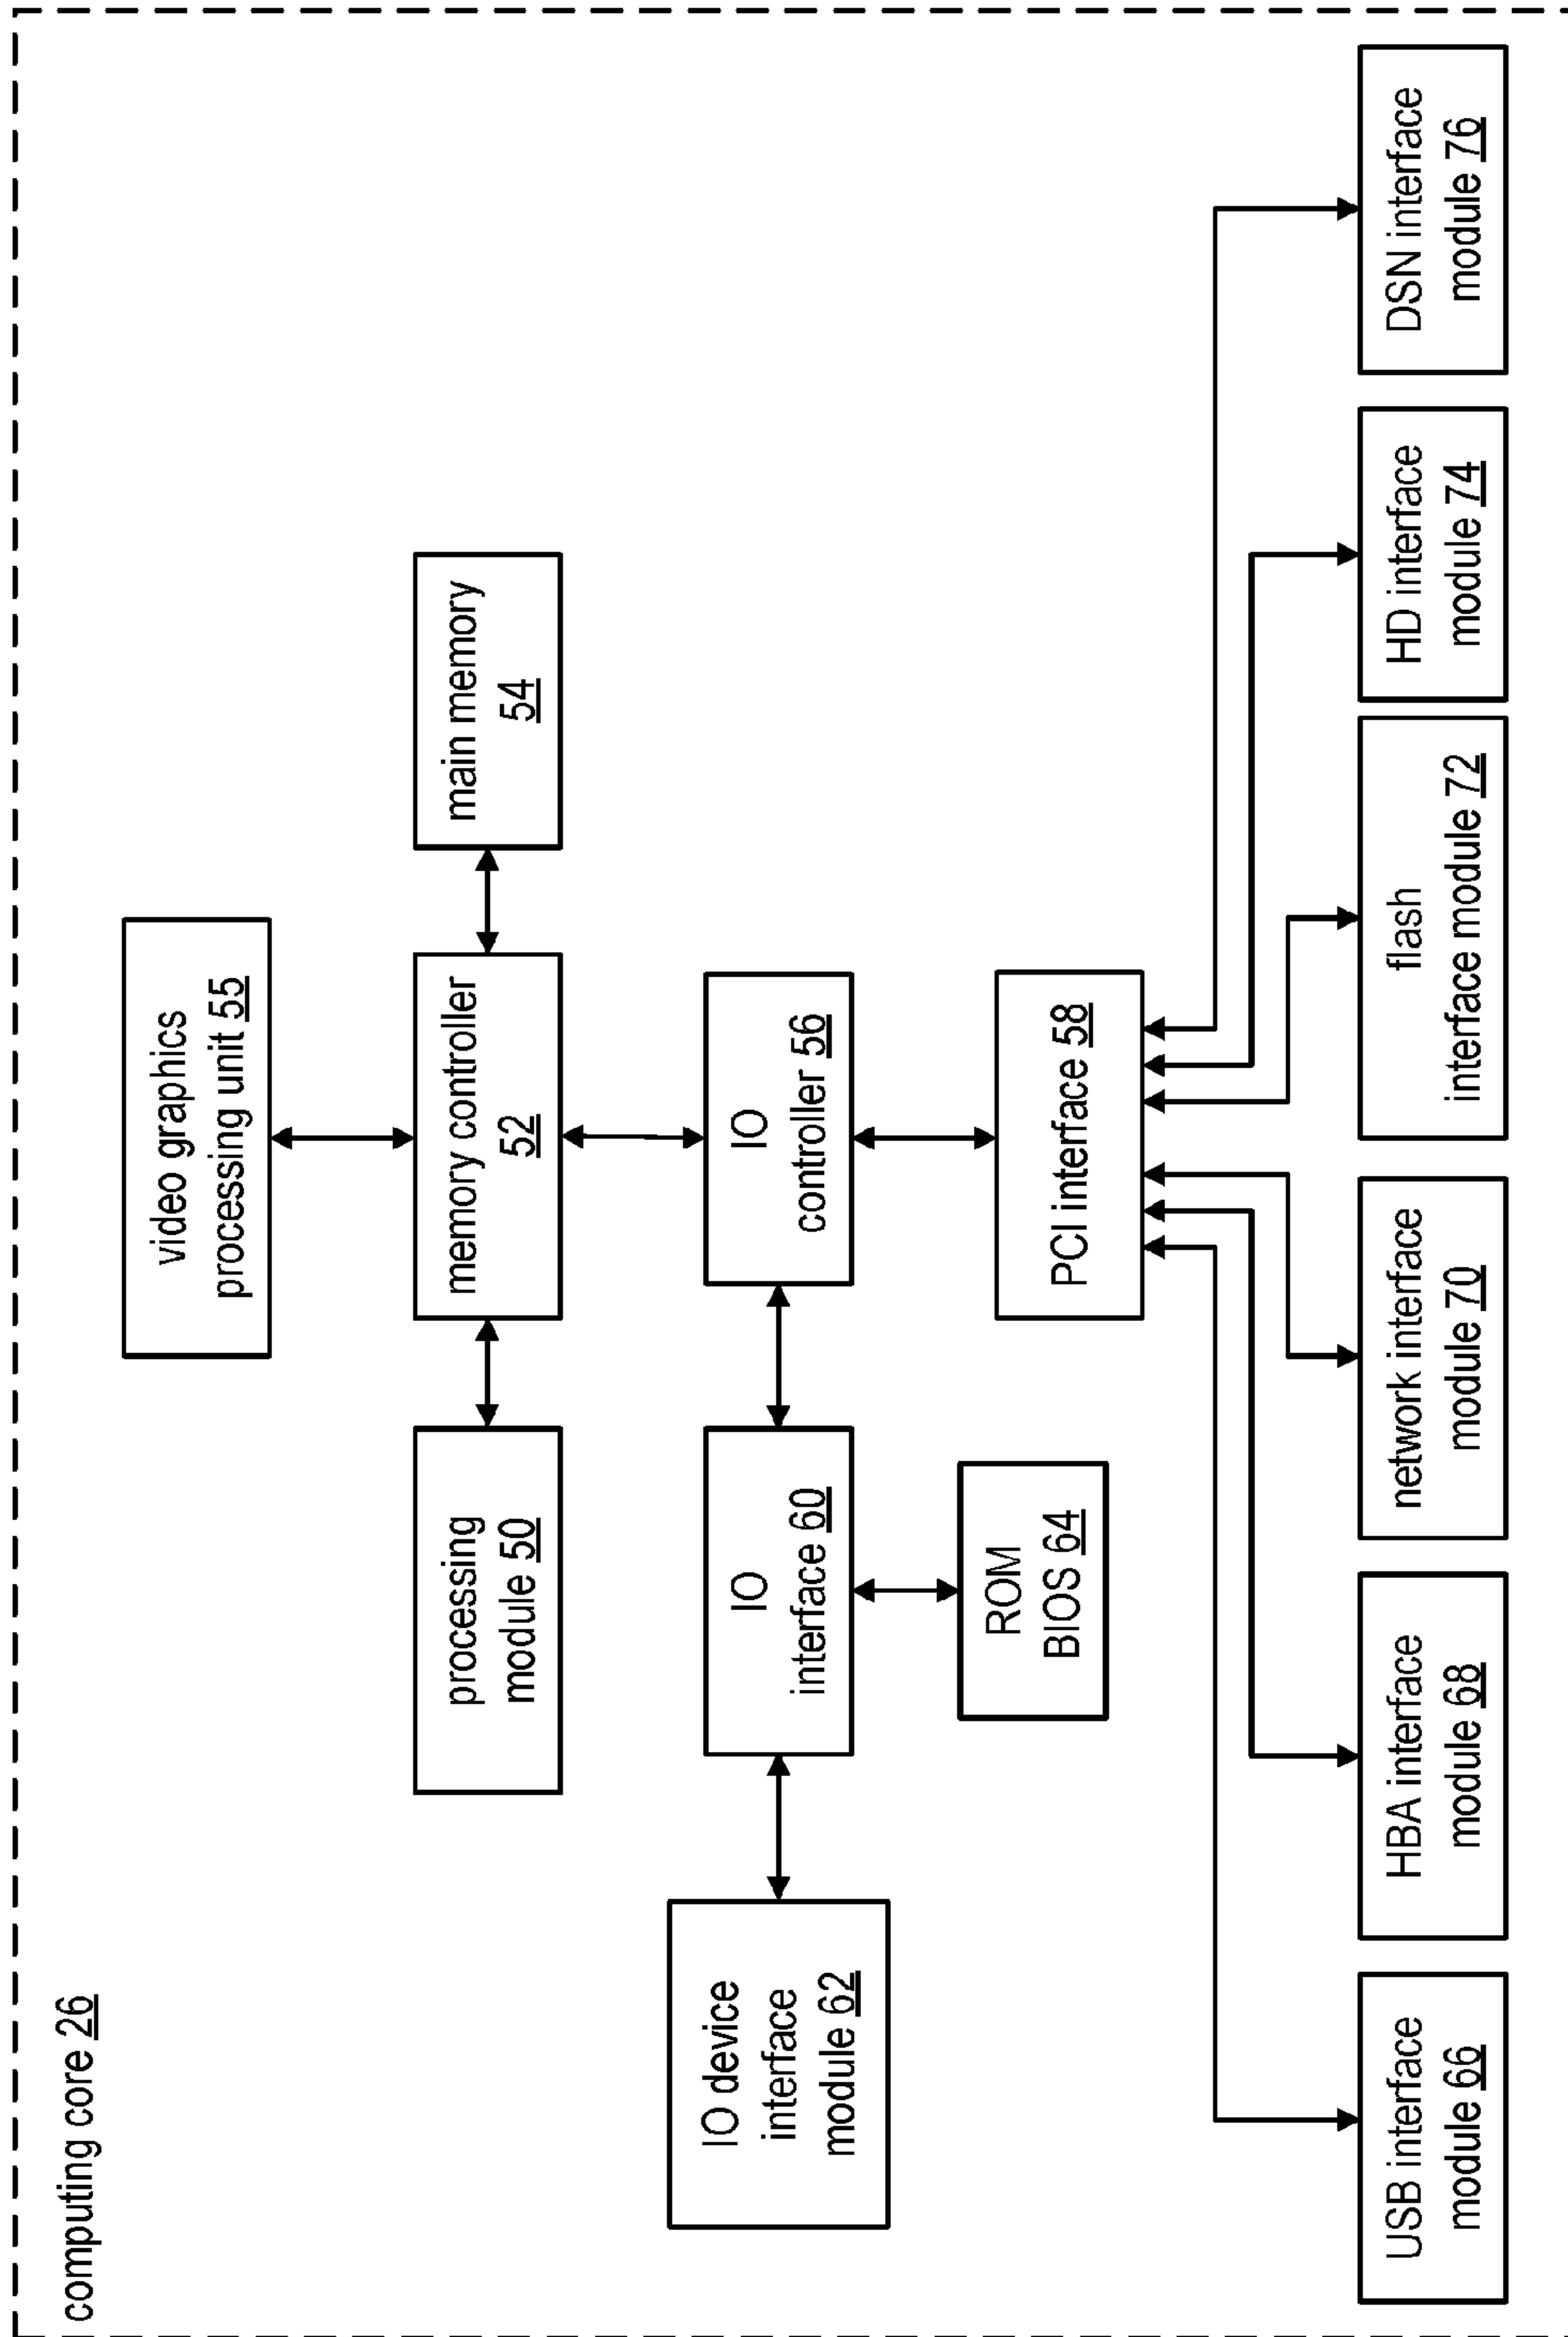 computing core 26
video graphics
processing unit 55
processing
module 50
memory controller
52
main memory
54
IO device
interface
module 62
IO
interface 60
IO
controller 56
ROM
BIOS 64
PCI interface 58
USB interface
module 66
HBA interface
module 68
network interface
module 70
flash
interface module 72
HD interface
module 74
DSN interface
module 76